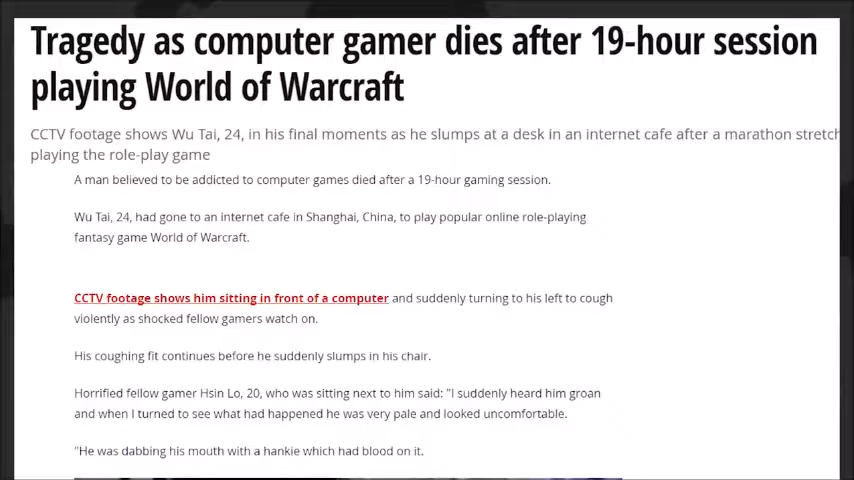 Tragedy as computer gamer dies after 19-hour session
playing World of Warcraft
CCTV footage shows Wu Tai, 24, in his final moments as he slumps at a desk in an internet cafe after a marathon stretch
playing the role-play game
A man believed to be addicted to computer games died after a 19-hour gaming session.
Wu Tai, 24, had gone to an internet cafe in Shanghai, China, to play popular online role-playing
fantasy game World of Warcraft.
CCTV footage shows him sitting in front of a computer and suddenly turning to his left to cough
violently as shocked fellow gamers watch on.
His coughing fit continues before he suddenly slumps in his chair.
Horrified fellow gamer Hsin Lo, 20, who was sitting next to him said: "I suddenly heard him groan
and when I turned to see what had happened he was very pale and looked uncomfortable.
"He was dabbing his mouth with a hankie which had blood on it.